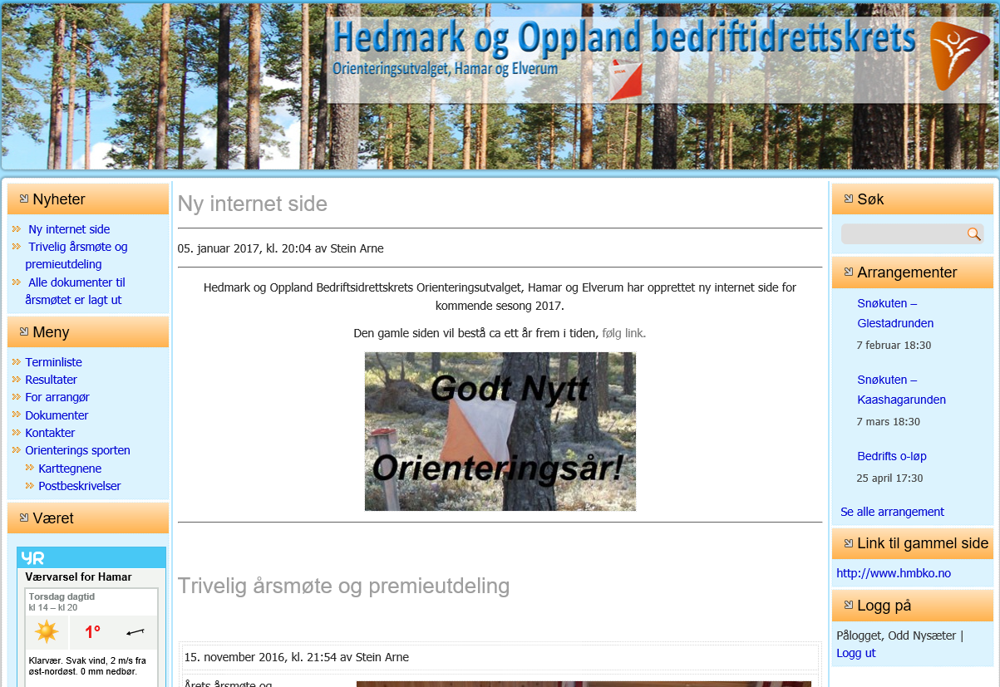 Hedmark og Oppland bedriftidrettskrets
Orienteringsutvalget, Hamar og Elverum
Nyheter
Ny internet side
Trivelig årsmøte og
premieutdeling
Alle dokumenter til
årsmøtet er lagt ut
Meny
Terminliste
Resultater
For arrangør
Dokumenter
Kontakter
Orienterings sporten
Karttegnene
Postbeskrivelser
Været
YR
Værvarsel for Hamar
Torsdag dagtid
kl 14 – kl 20
1°
Klarvær. Svak vind, 2 m/s fra
øst-nordøst. 0 mm nedbør.
Ny internet side
05. januar 2017, kl. 20:04 av Stein Arne
Hedmark og Oppland Bedriftsidrettskrets Orienteringsutvalget, Hamar og Elverum har opprettet ny internet side for
kommende sesong 2017.
Den gamle siden vil bestå ca ett år frem i tiden, følg link.
Godt Nytt
Orienteringsår!
Trivelig årsmøte og premieutdeling
15. november 2016, kl. 21:54 av Stein Arne
Årets årsmøte og
Søk
Arrangementer
Snøkuten –
Glestadrunden
7 februar 18:30
Snøkuten –
Kaashagarunden
7 mars 18:30
Bedrifts o-løp
25 april 17:30
Se alle arrangement
Link til gammel side
http://www.hmbko.no
Logg på
Pålogget, Odd Nysæter |
Logg ut